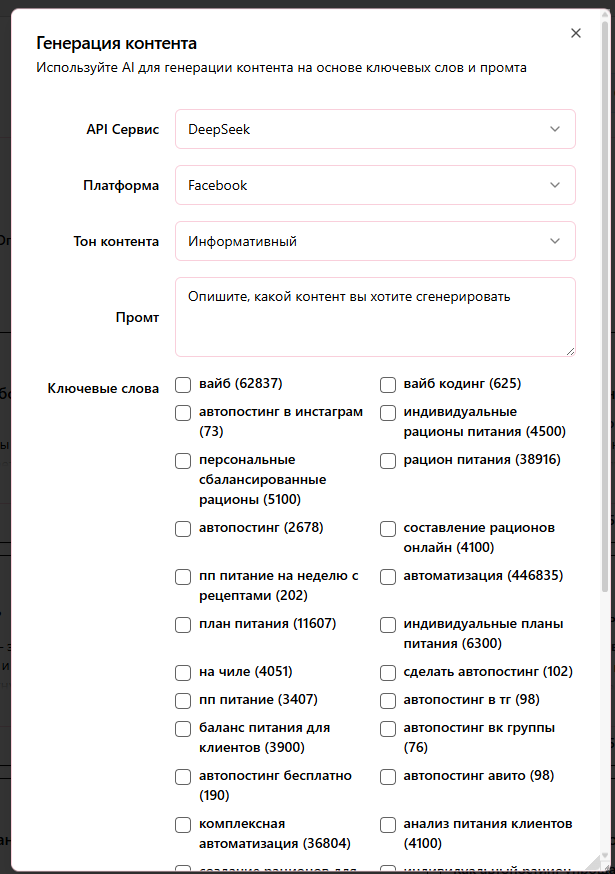 Генерация контента
Используйте AI для генерации контента на основе ключевых слов и промта
API Сервис
DeepSeek
Платформа
Facebook
Тон контента
Информативный
Промт
Опишите, какой контент вы хотите сгенерировать
Ключевые слова
вайб (62837)
вайб кодинг (625)
автопостинг в инстаграм
(73)
индивидуальные
рационы питания (4500)
персональные
сбалансированные
рационы (5100)
рацион питания (38916)
автопостинг (2678)
составление рационов
онлайн (4100)
пп питание на неделю с
рецептами (202)
автоматизация (446835)
план питания (11607)
индивидуальные планы
питания (6300)
на чиле (4051)
сделать автопостинг (102)
пп питание (3407)
автопостинг в тг (98)
баланс питания для
клиентов (3900)
автопостинг вк группы
(76)
автопостинг бесплатно
(190)
автопостинг авито (98)
комплексная
автоматизация (36804)
анализ питания клиентов
(4100)
создание рационов для